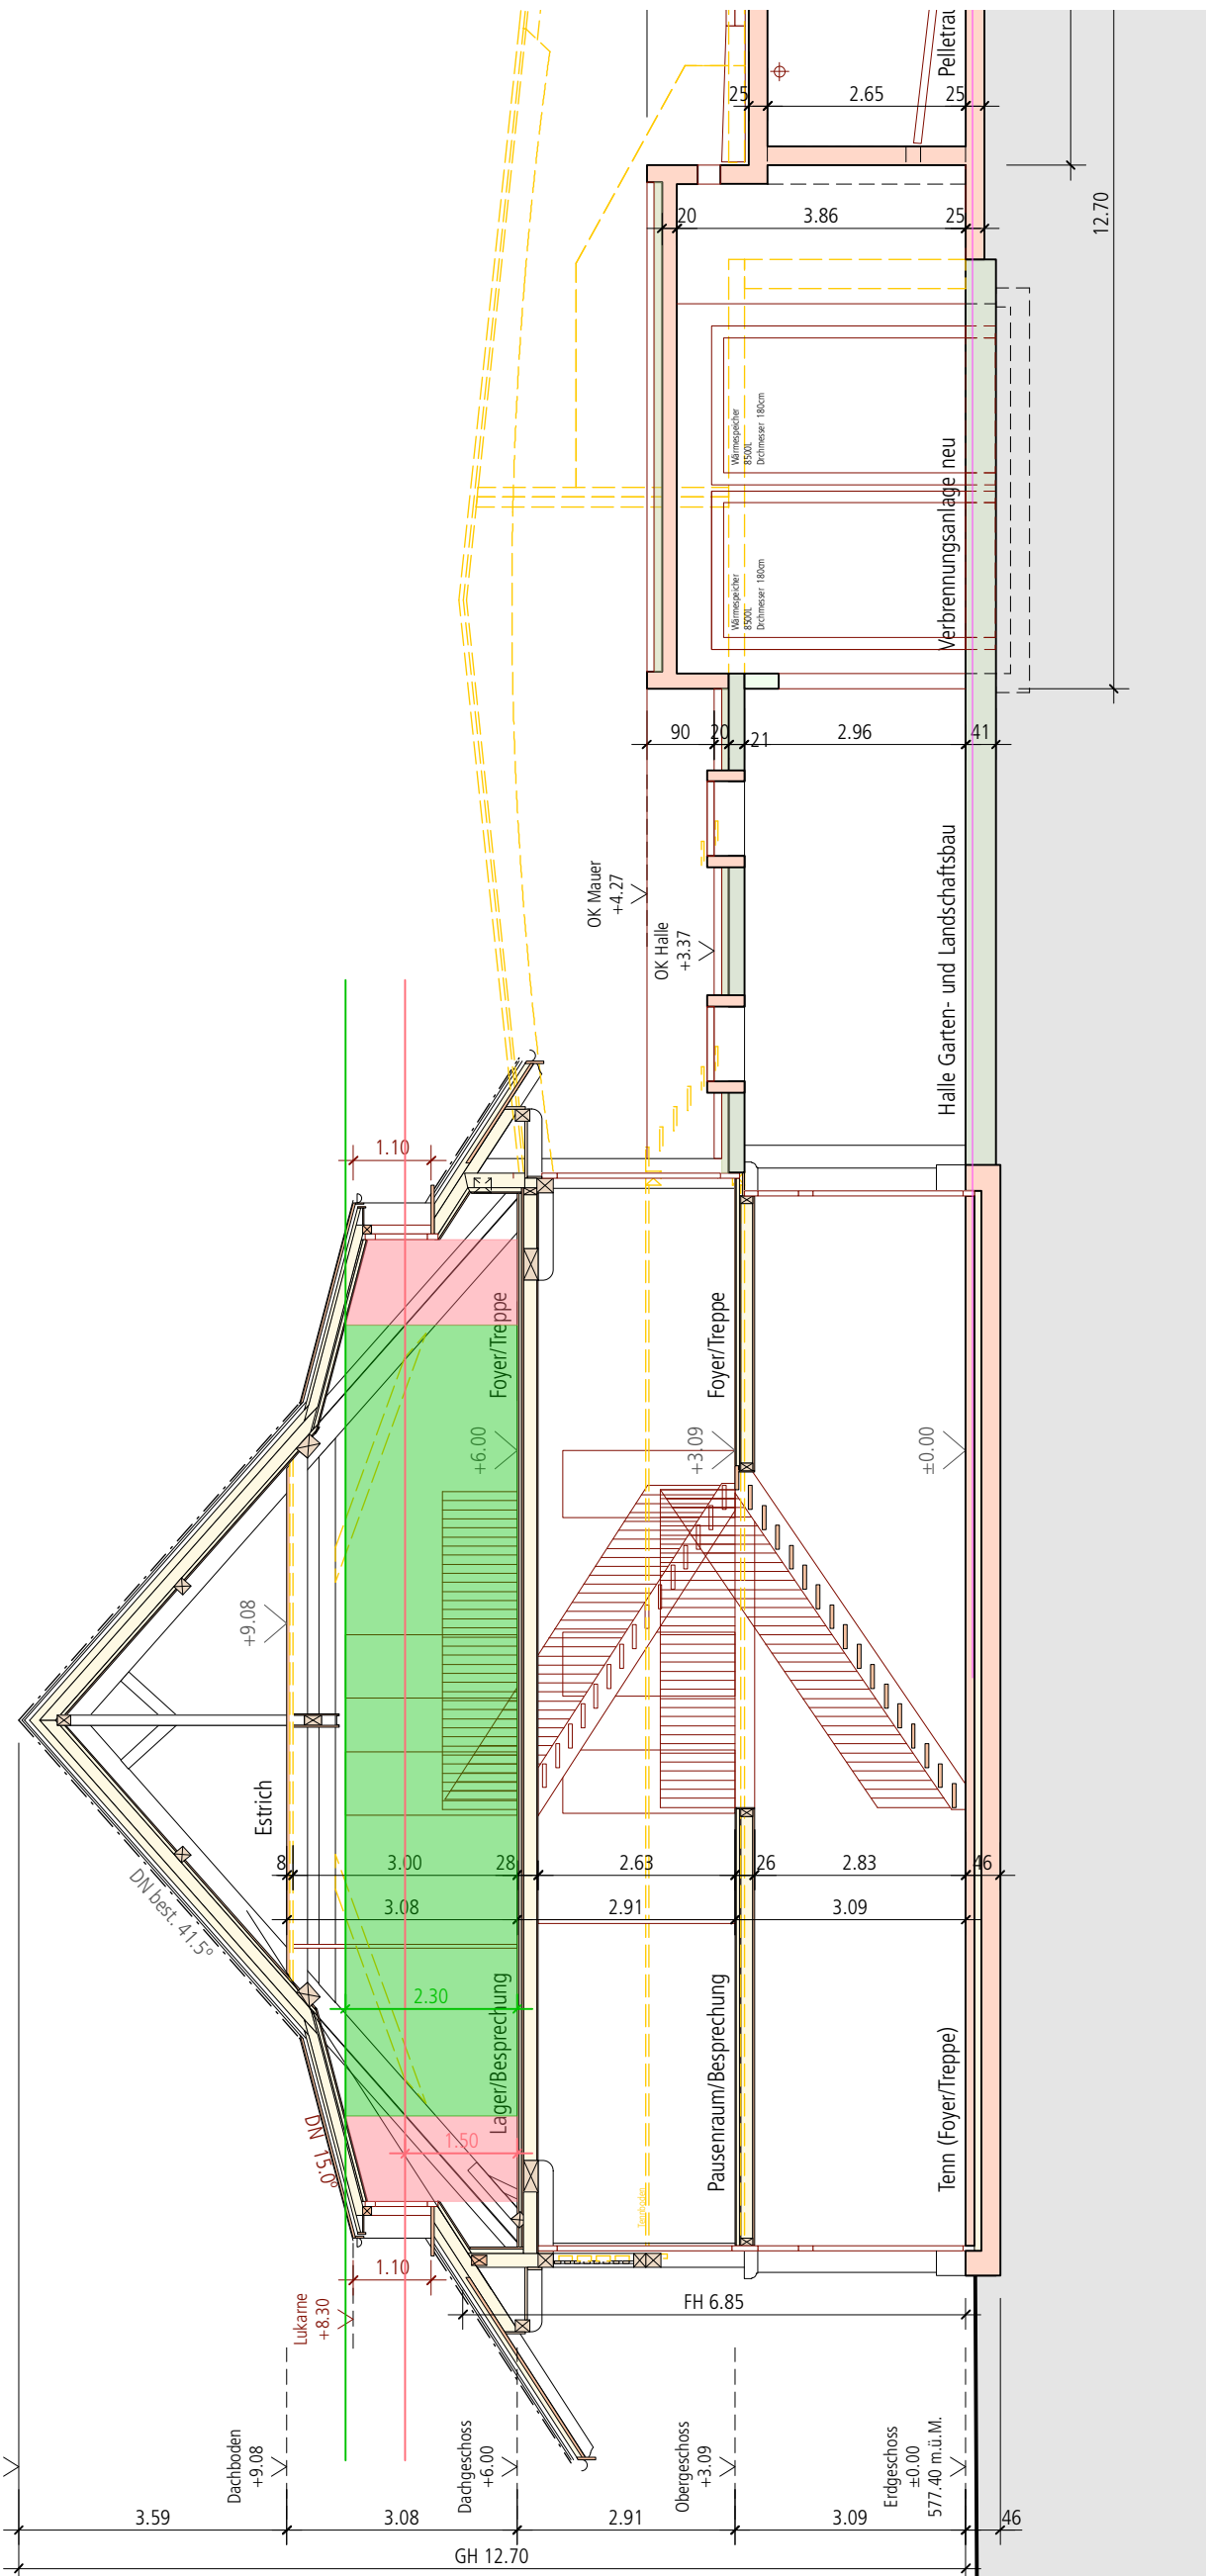 Pelletrau
25
2.65
25
12.70
20
3.86
25
Wärmespeicher
8500L
Drchmesser 180cm
Wärmespeicher
8500L
Drchmesser 180cm
Verbrennungsanlage neu
90
20
21
2.96
41
OK Mauer
+4.27
OK Halle
+3.37
Halle Garten- und Landschaftsbau
1.10
Foyer/Treppe
Foyer/Treppe
+6.00
+3.09
±0.00
+9.08
Estrich
8
3.00
28
2.63
26
2.83
46
3.08
2.91
3.09
DN best. 41.5°
2.30
Lager/Besprechung
Pausenraum/Besprechung
Tenn (Foyer/Treppe)
DN 15.0°
1.50
Tennboden
1.10
Lukarne
+8.30
FH 6.85
Dachboden
+9.08
Dachgeschoss
+6.00
Obergeschoss
+3.09
Erdgeschoss
±0.00
577.40 m.ü.M.
3.59
3.08
2.91
3.09
46
GH 12.70